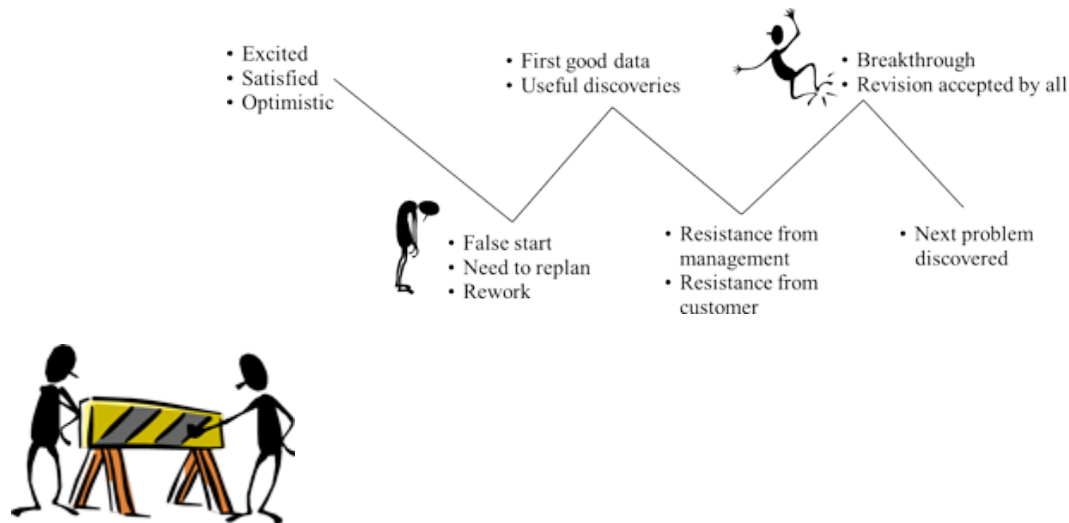 • Excited
• Satisfied
• Optimistic
• First good data
• Useful discoveries
• Breakthrough
• Revision accepted by all
• False start
• Need to replan
• Rework
• Resistance from
management
• Resistance from
customer
• Next problem
discovered